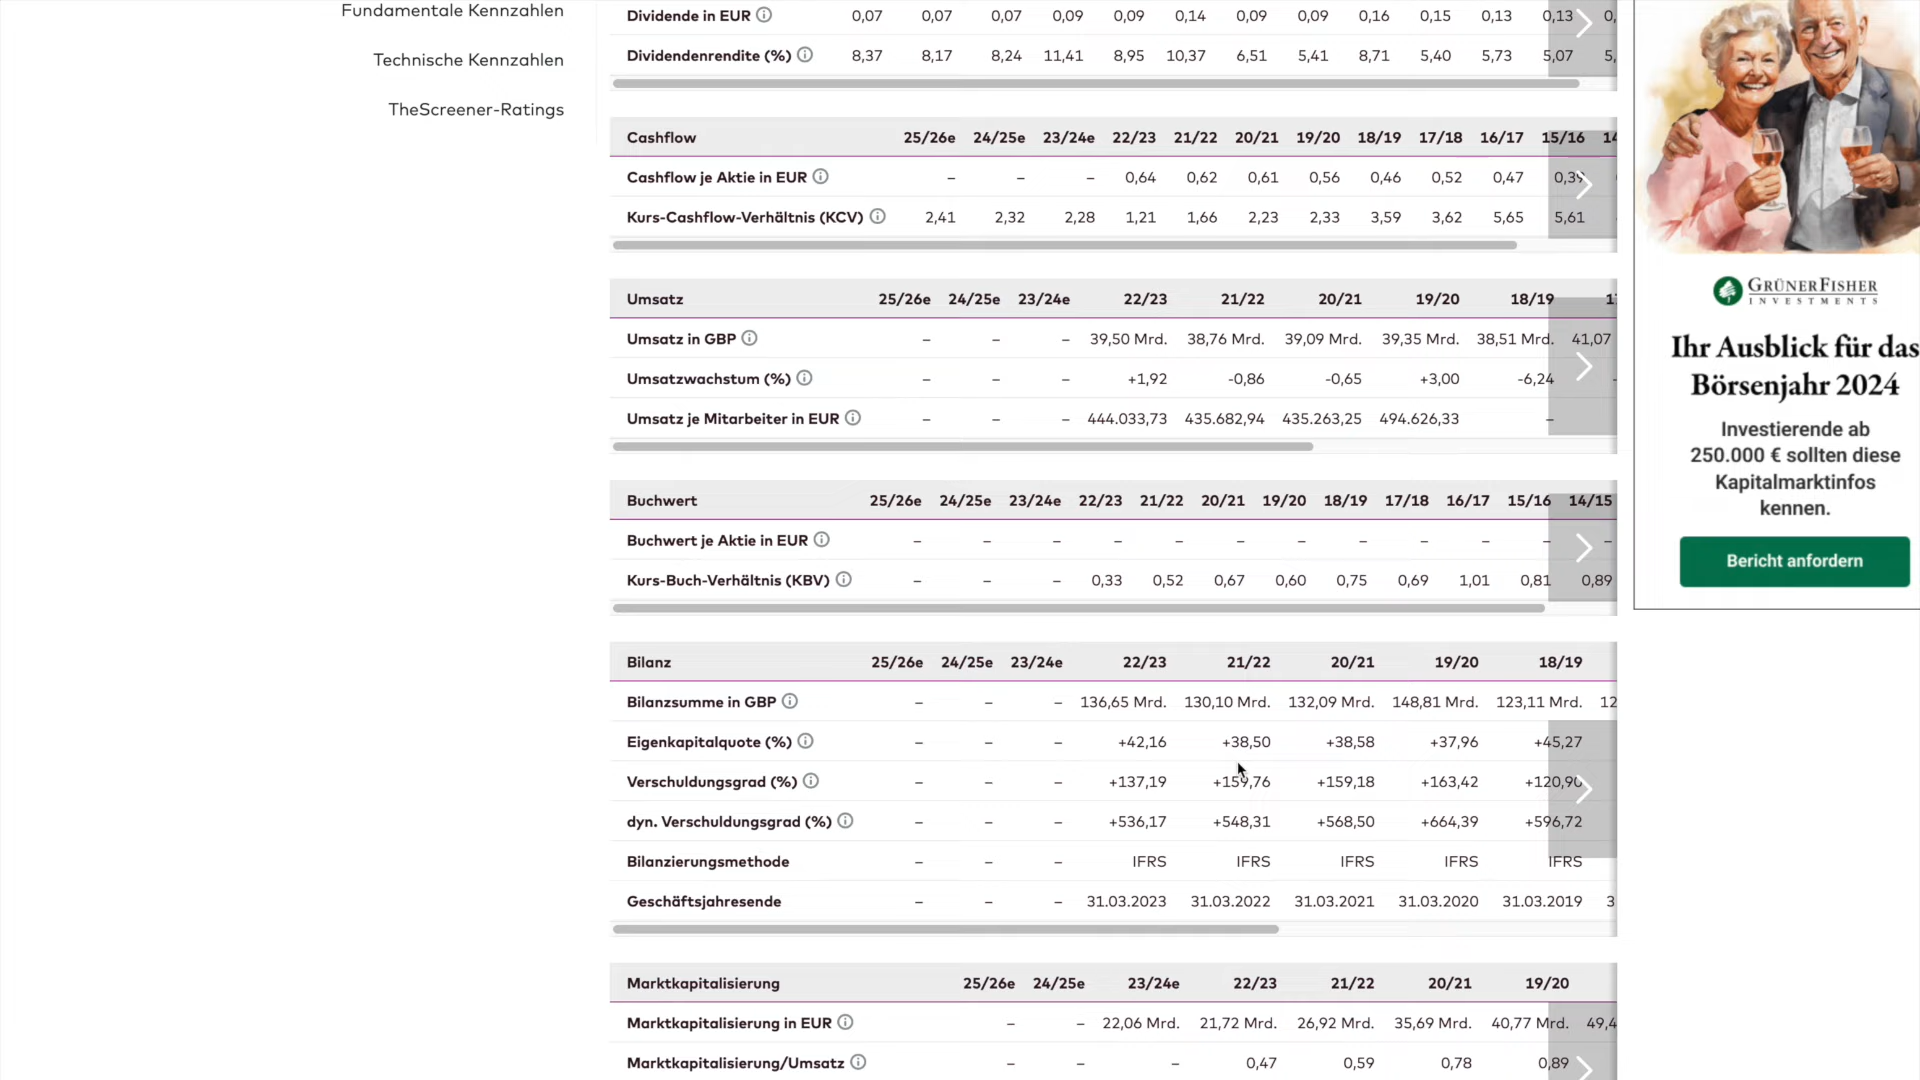 Fundamentale Kennzahlen
Technische Kennzahlen
TheScreener-Ratings
Dividende in EUR 0,07 0,07 0,07 0,09 0,09 0,14 0,09 0,09 0,16 0,15 0,13 0,13 0,
Dividendenrendite (%) 8,37 8,17 8,24 11,41 8,95 10,37 6,51 5,41 8,71 5,40 5,73 5,07 5,
Cashflow 25/26e 24/25e 23/24e 22/23 21/22 20/21 19/20 18/19 17/18 16/17 15/16 14
Cashflow je Aktie in EUR – – – 0,64 0,62 0,61 0,56 0,46 0,52 0,47
Kurs-Cashflow-Verhältnis (KCV) 2,41 2,32 2,28 1,21 1,66 2,23 2,33 3,59 3,62 5,65 5,61
Umsatz 25/26e 24/25e 23/24e 22/23 21/22 20/21 19/20 18/19
Umsatz in GBP – – – 39,50 Mrd. 38,76 Mrd. 39,09 Mrd. 39,35 Mrd. 38,51 Mrd. 41,07
Umsatzwachstum (%) – – – +1,92 -0,86 -0,65 +3,00 -6,24 -
Umsatz je Mitarbeiter in EUR – – – 444.033,73 435.682,94 435.263,25 494.626,33 –
Buchwert 25/26e 24/25e 23/24e 22/23 21/22 20/21 19/20 18/19 17/18 16/17 15/16 14/15
Buchwert je Aktie in EUR – – – – – – – – – – – –
Kurs-Buch-Verhältnis (KBV) – – – 0,33 0,52 0,67 0,60 0,75 0,69 1,01 0,81 0,89
Bilanz 25/26e 24/25e 23/24e 22/23 21/22 20/21 19/20 18/19
Bilanzsumme in GBP – – – 136,65 Mrd. 130,10 Mrd. 132,09 Mrd. 148,81 Mrd. 123,11 Mrd. 12
Eigenkapitalquote (%) – – – +42,16 +38,50 +38,58 +37,96 +45,27
Verschuldungsgrad (%) – – – +137,19 +159,76 +159,18 +163,42 +120,90
dyn. Verschuldungsgrad (%) – – – +536,17 +548,31 +568,50 +664,39 +596,72
Bilanzierungsmethode – – – IFRS IFRS IFRS IFRS IFRS
Geschäftsjahresende – – – 31.03.2023 31.03.2022 31.03.2021 31.03.2020 31.03.2019 3
Marktkapitalisierung 25/26e 24/25e 23/24e 22/23 21/22 20/21 19/20
Marktkapitalisierung in EUR – – 22,06 Mrd. 21,72 Mrd. 26,92 Mrd. 35,69 Mrd. 40,77 Mrd. 49,4
Marktkapitalisierung/Umsatz – – – 0,47 0,59 0,78 0,89
GRÜNERFISHER
INVESTMENTS
Ihr Ausblick für das
Börsenjahr 2024
Investierende ab
250.000 € sollten diese
Kapitalmarktinfos
kennen.
Bericht anfordern